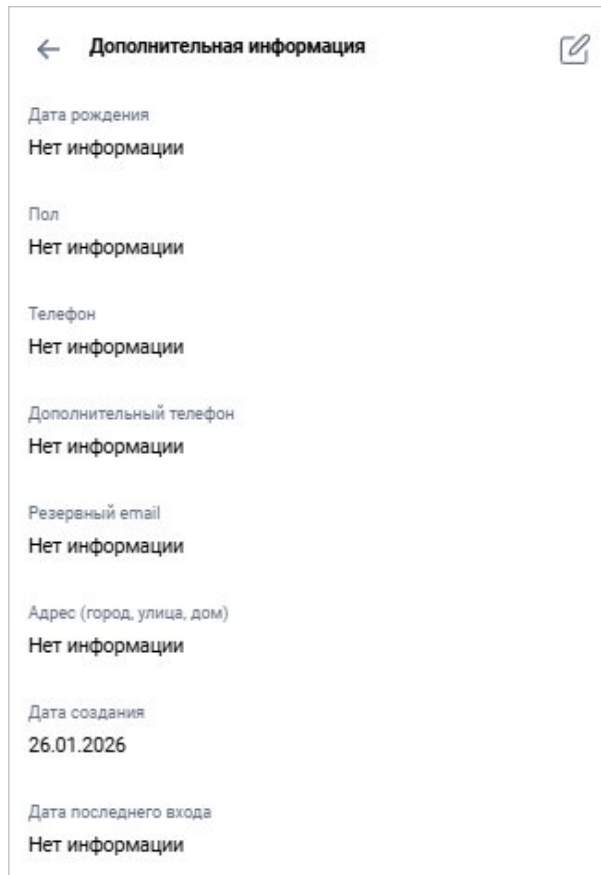 Дополнительная информация
Дата рождения
Нет информации
Пол
Нет информации
Телефон
Нет информации
Дополнительный телефон
Нет информации
Резервный email
Нет информации
Адрес (город, улица, дом)
Нет информации
Дата создания
26.01.2026
Дата последнего входа
Нет информации